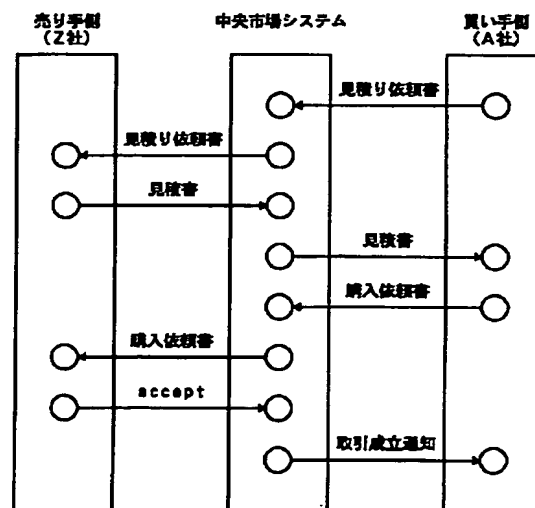 売り手側
(Z社)
中央市場システム
買い手側
(A社)
見積り依頼書
見積り依頼書
見積書
見積書
購入依頼書
購入依頼書
accept
取引成立通知